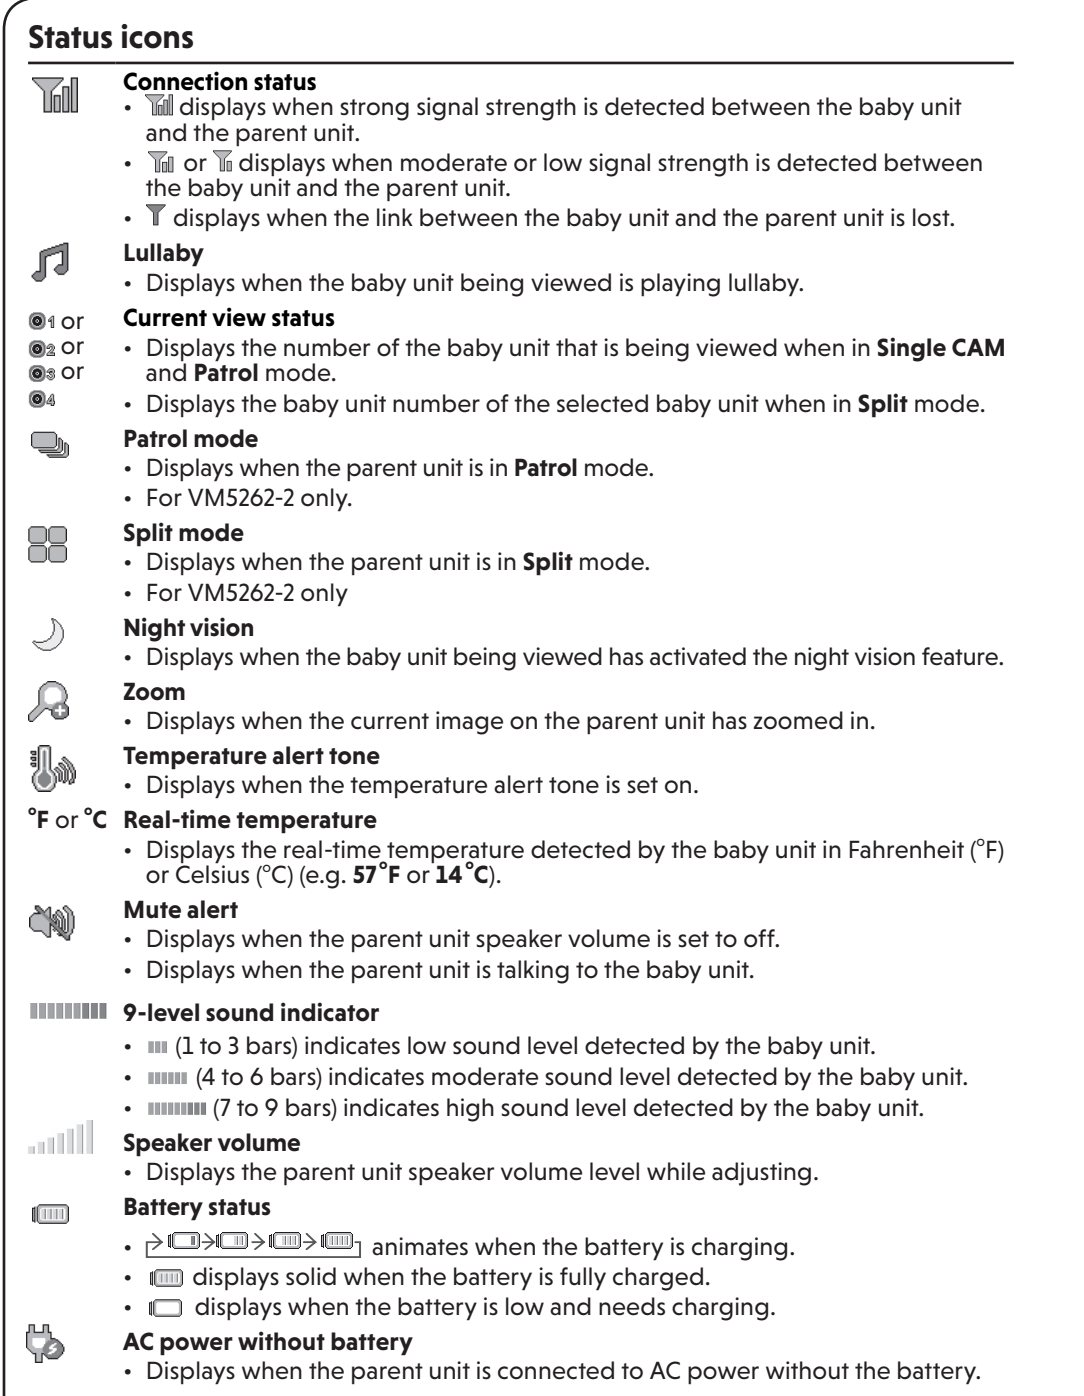 Status icons
Connection status
• displays when strong signal strength is detected between the baby unit
and the parent unit.
• or displays when moderate or low signal strength is detected between
the baby unit and the parent unit.
• displays when the link between the baby unit and the parent unit is lost.
Lullaby
• Displays when the baby unit being viewed is playing lullaby.
1 or
2 or
3 or
4
Current view status
• Displays the number of the baby unit that is being viewed when in Single CAM
and Patrol mode.
• Displays the baby unit number of the selected baby unit when in Split mode.
Patrol mode
• Displays when the parent unit is in Patrol mode.
• For VM5262-2 only.
Split mode
• Displays when the parent unit is in Split mode.
• For VM5262-2 only
Night vision
• Displays when the baby unit being viewed has activated the night vision feature.
Zoom
• Displays when the current image on the parent unit has zoomed in.
Temperature alert tone
• Displays when the temperature alert tone is set on.
°F or °C Real-time temperature
• Displays the real-time temperature detected by the baby unit in Fahrenheit (°F)
or Celsius (°C) (e.g. 57°F or 14°C).
Mute alert
• Displays when the parent unit speaker volume is set to off.
• Displays when the parent unit is talking to the baby unit.
9-level sound indicator
• (1 to 3 bars) indicates low sound level detected by the baby unit.
• (4 to 6 bars) indicates moderate sound level detected by the baby unit.
• (7 to 9 bars) indicates high sound level detected by the baby unit.
Speaker volume
• Displays the parent unit speaker volume level while adjusting.
Battery status
• animates when the battery is charging.
• displays solid when the battery is fully charged.
• displays when the battery is low and needs charging.
AC power without battery
• Displays when the parent unit is connected to AC power without the battery.